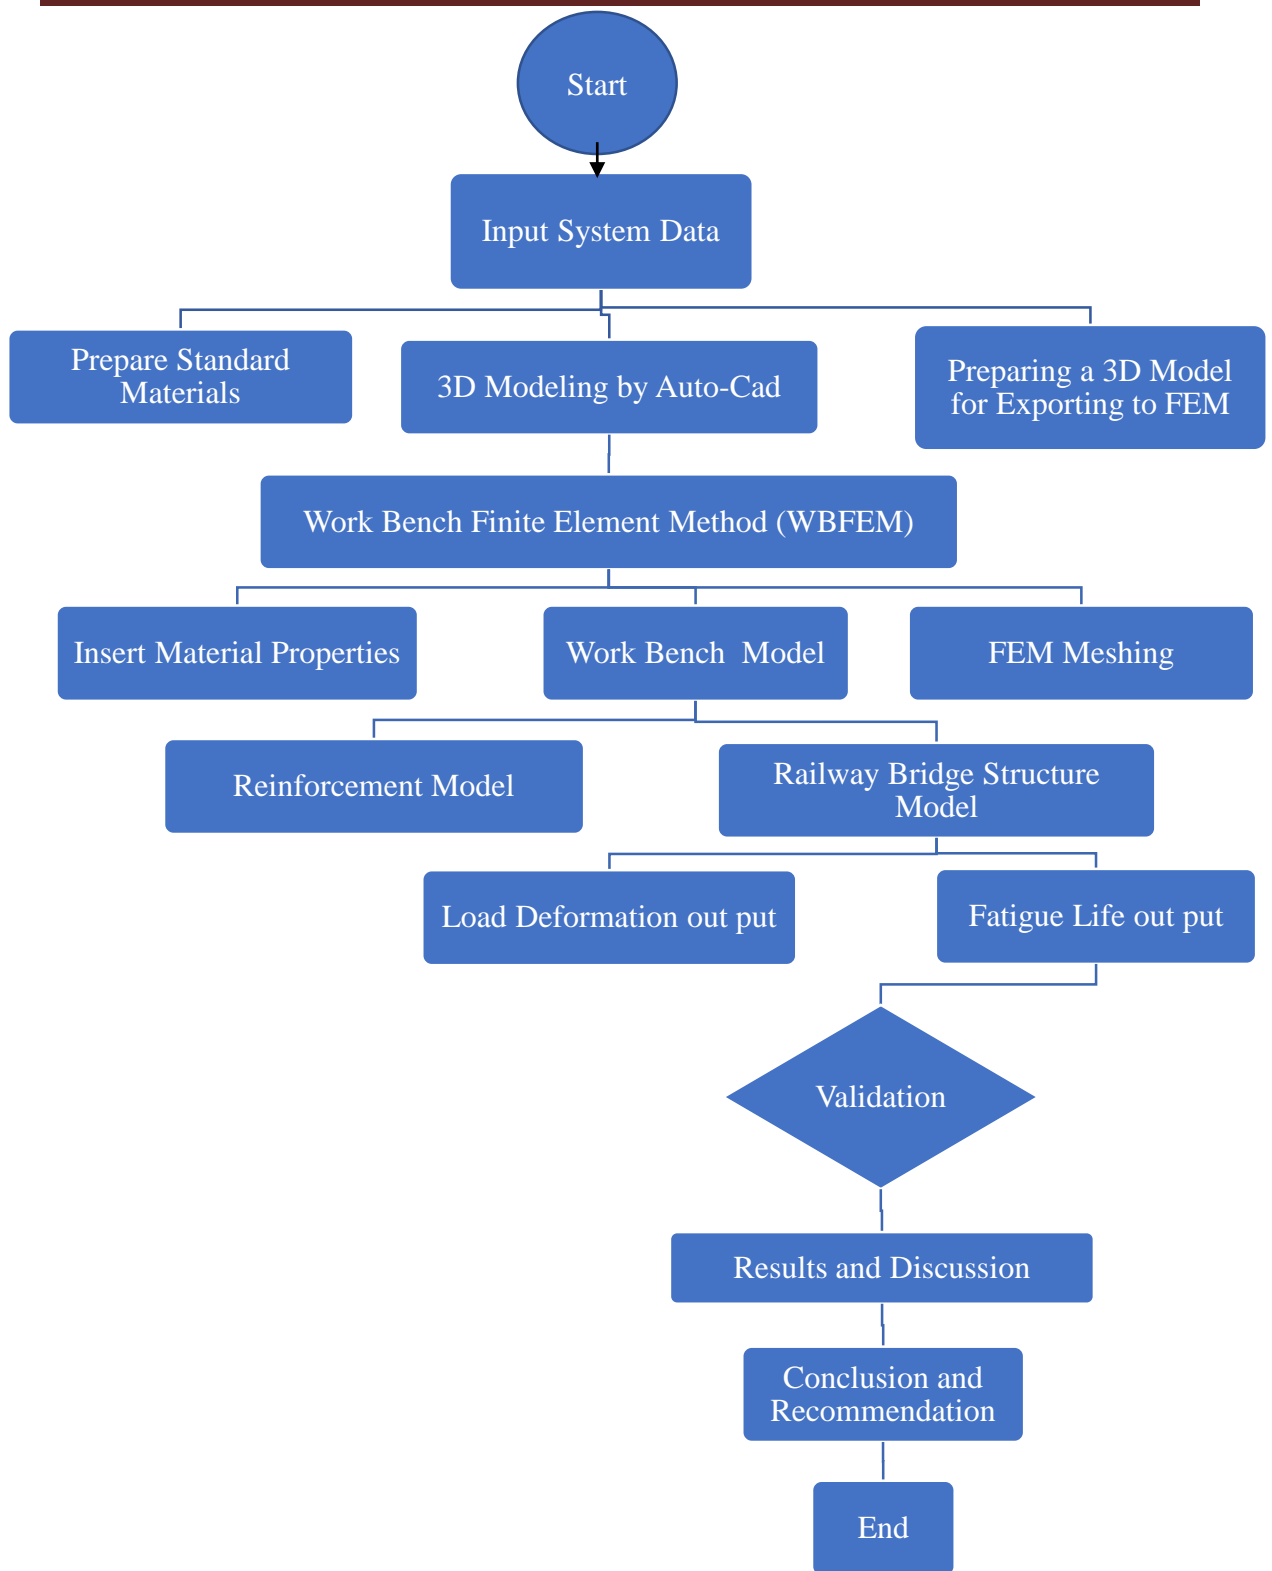 Start
Input System Data
Prepare Standard
Materials
3D Modeling by Auto-Cad
Preparing a 3D Model
for Exporting to FEM
Work Bench Finite Element Method (WBFEM)
Insert Material Properties
Work Bench  Model
FEM Meshing
Reinforcement Model
Railway Bridge Structure
Model
Load Deformation out put
Fatigue Life out put
Validation
Results and Discussion
Conclusion and
Recommendation
End